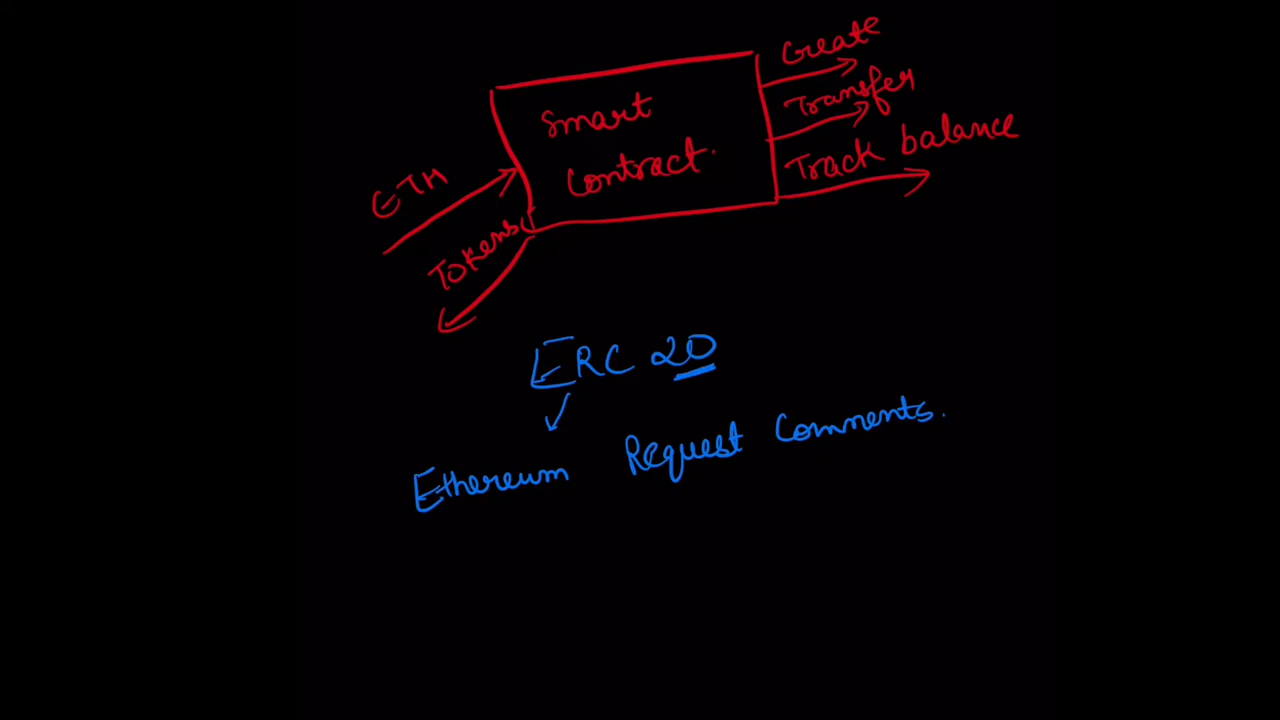 Create
Transfer
Track balance
Smart
Contract.
ETH
Tokens
ERC 20
Ethereum Request Comments.